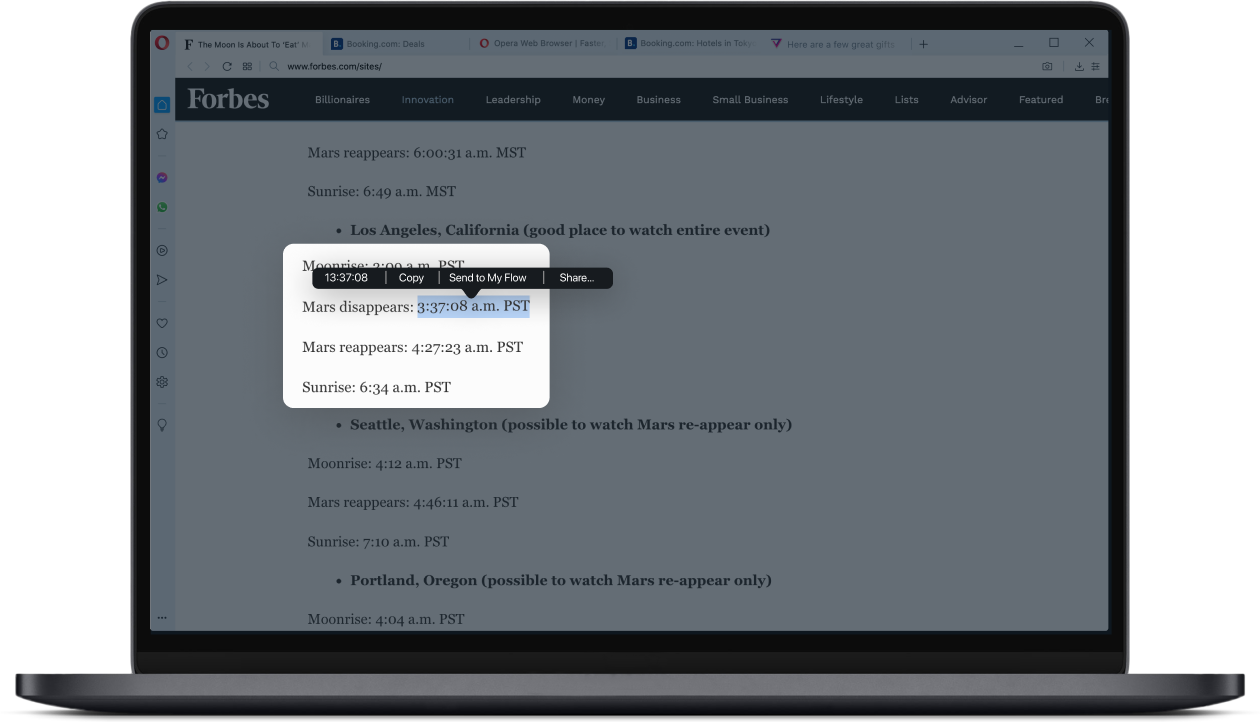 The Moon Is About To 'Eat' M
Booking.com: Deals
Opera Web Browser | Faster,
Booking.com: Hotels in Tokyo
Here are a few great gifts
www.forbes.com/sites/
Forbes
Billionaires
Innovation
Leadership
Money
Business
Small Business
Lifestyle
Lists
Advisor
Featured
Bre
Mars reappears: 6:00:31 a.m. MST
Sunrise: 6:49 a.m. MST
• Los Angeles, California (good place to watch entire event)
Moonrise: a.m. PST
13:37:08 | Copy | Send to My Flow | Share...
Mars disappears: 3:37:08 a.m. PST
Mars reappears: 4:27:23 a.m. PST
Sunrise: 6:34 a.m. PST
• Seattle, Washington (possible to watch Mars re-appear only)
Moonrise: 4:12 a.m. PST
Mars reappears: 4:46:11 a.m. PST
Sunrise: 7:10 a.m. PST
• Portland, Oregon (possible to watch Mars re-appear only)
Moonrise: 4:04 a.m. PST